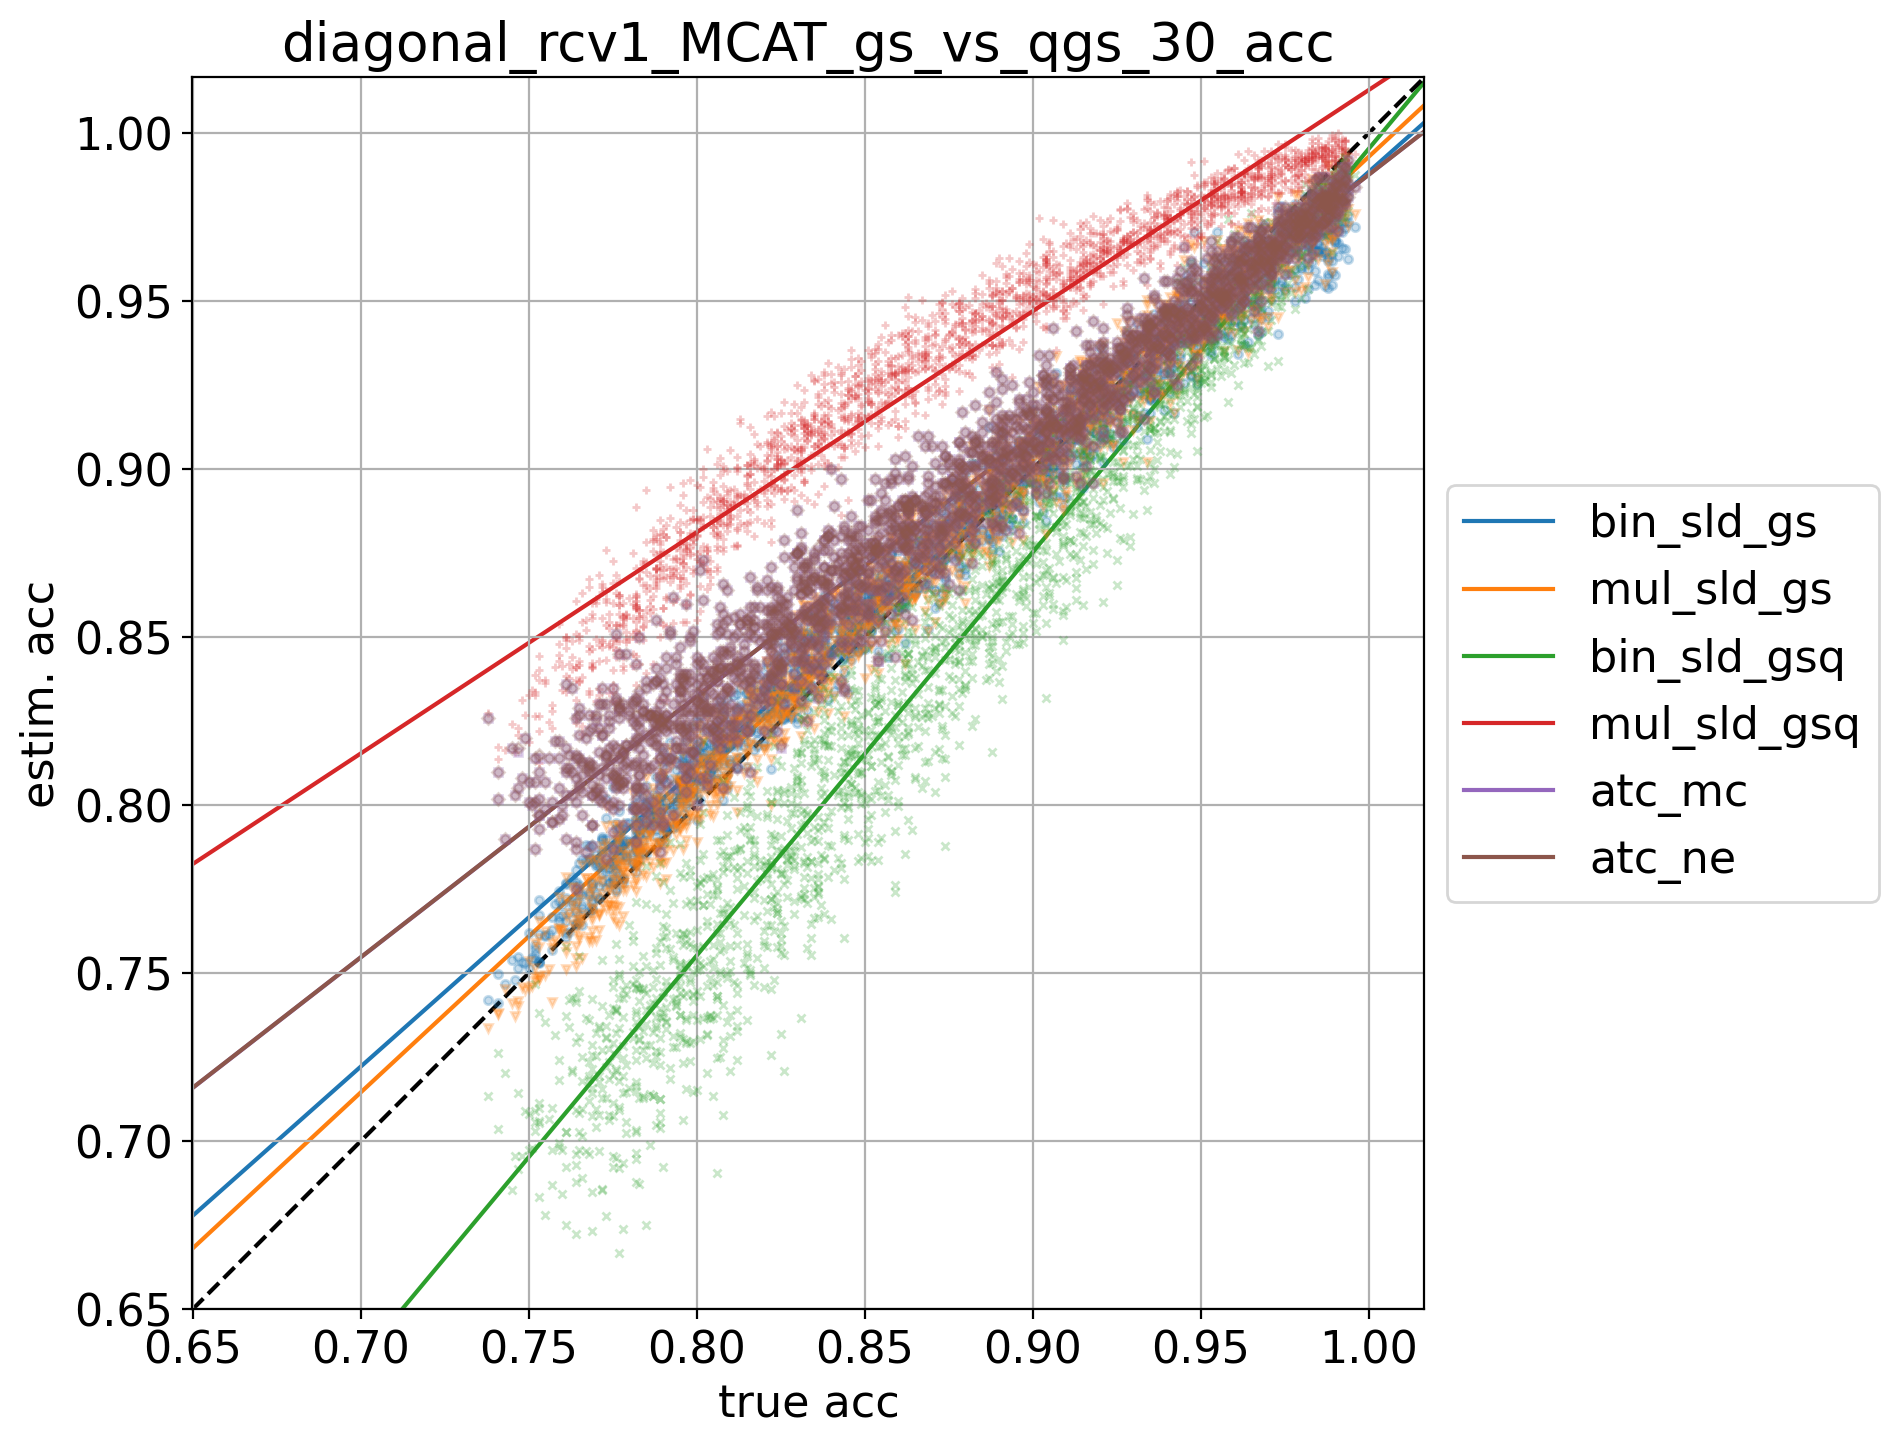 diagonal_rcv1_MCAT_gs_vs_qgs_30_acc
1.00
0.95
0.90
0.85
0.80
0.75
0.70
0.65
estim. acc
0.65 0.70 0.75 0.80 0.85 0.90 0.95 1.00
true acc
bin_sld_gs
mul_sld_gs
bin_sld_gsq
mul_sld_gsq
atc_mc
atc_ne